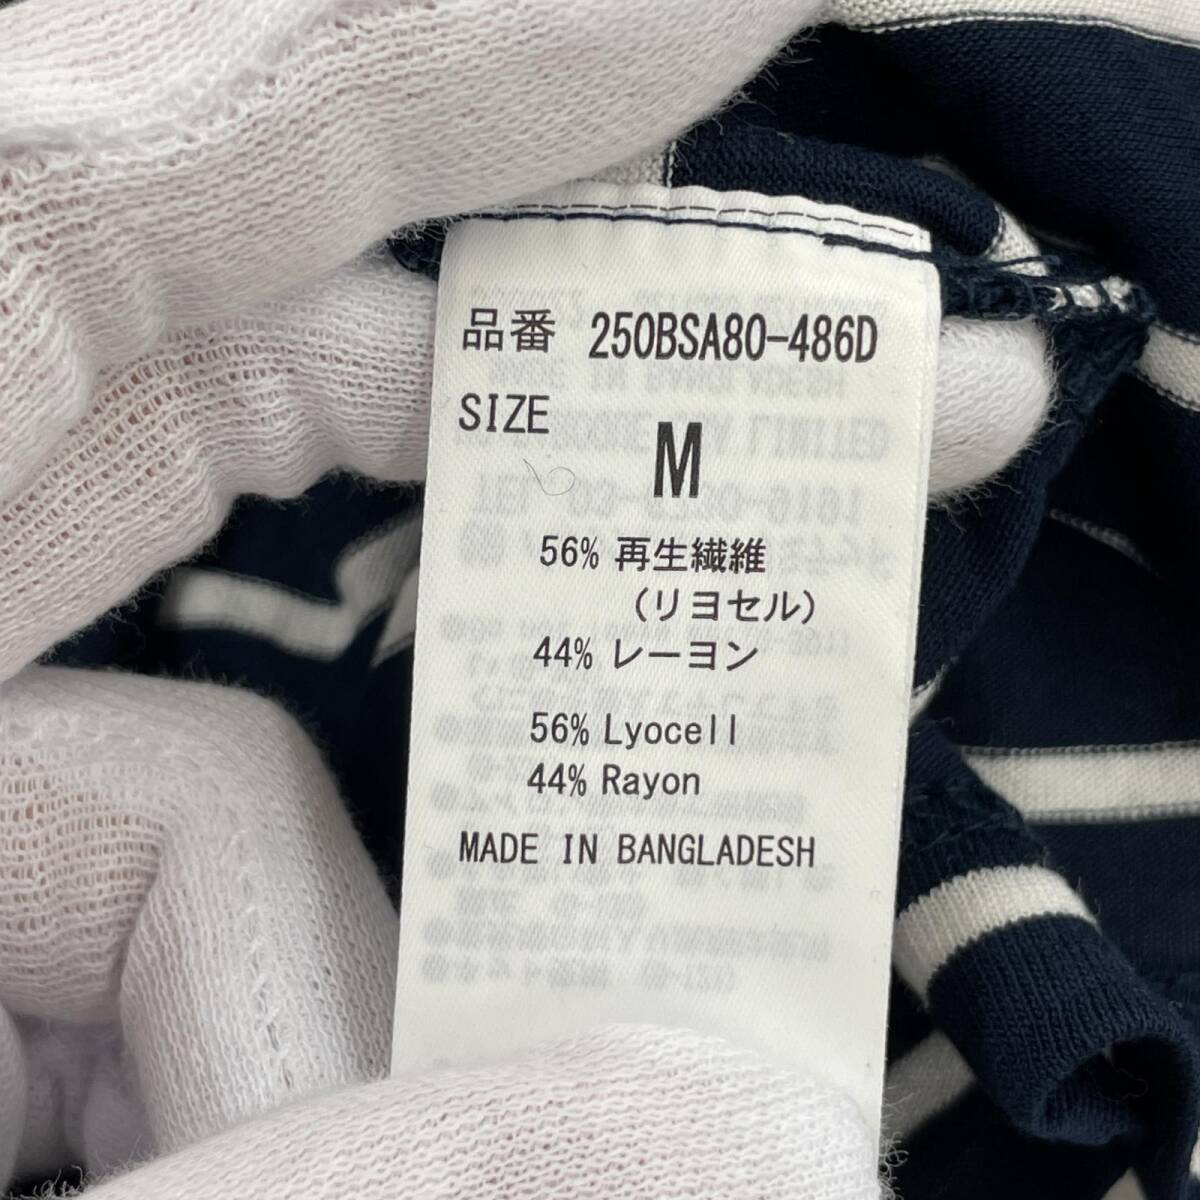 品番 250BSA80-486D
SIZE
M
56% 再生繊維
(リヨセル)
44% レーヨン
56% Lyocell
44% Rayon
MADE IN BANGLADESH